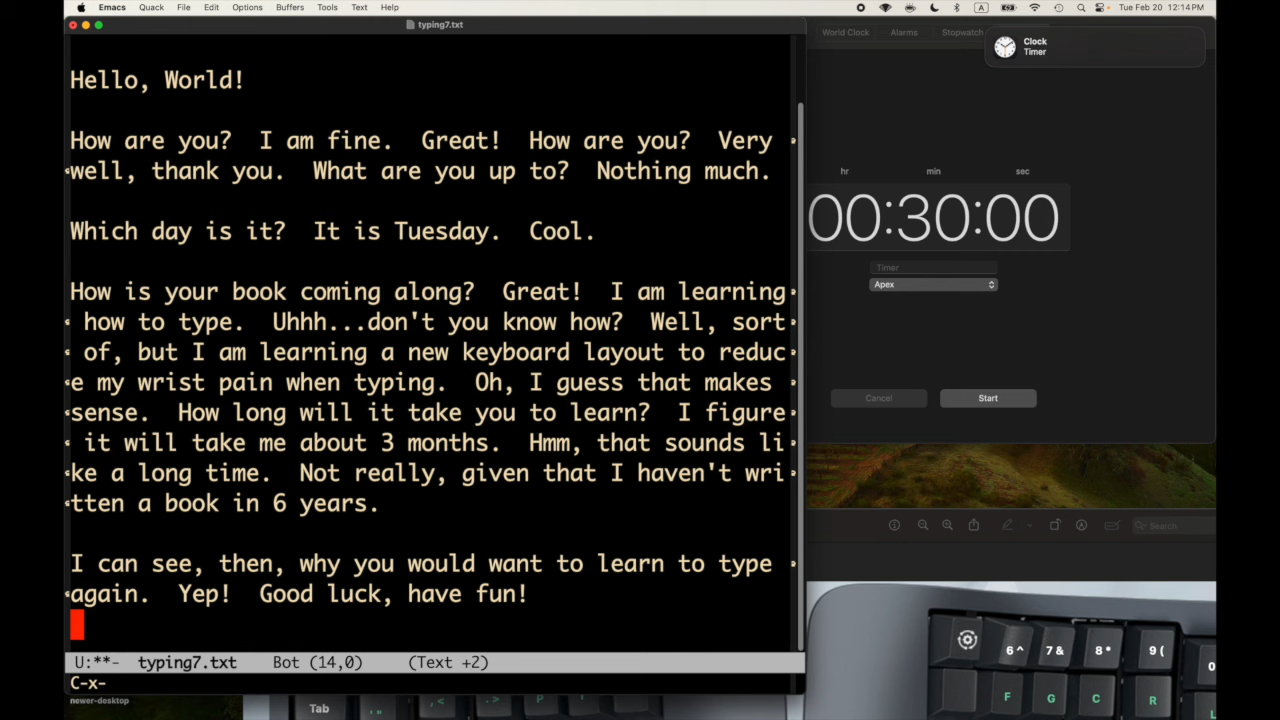 Emacs Quack File Edit Options Buffers Tools Text Help
A
Tue Feb 20 12:14 PM
typing7.txt
World Clock Alarms Stopwatch
Clock
Timer
Hello, World!
How are you?  I am fine.  Great!  How are you?  Very
well, thank you.  What are you up to?  Nothing much.
Which day is it?  It is Tuesday.  Cool.
How is your book coming along?  Great!  I am learning
how to type.  Uhhh...don't you know how?  Well, sort
of, but I am learning a new keyboard layout to reduc
e my wrist pain when typing.  Oh, I guess that makes
sense.  How long will it take you to learn?  I figure
it will take me about 3 months.  Hmm, that sounds li
ke a long time.  Not really, given that I haven't wri
tten a book in 6 years.
I can see, then, why you would want to learn to type
again.  Yep!  Good luck, have fun!
U:**-  typing7.txt    Bot (14,0)    (Text +2)
C-x-
newer-desktop
hr min sec
00:30:00
Timer
Apex
Cancel Start
Search
6 ^ 7 & 8 * 9 ( 0
Tab , < . > P F G C R L